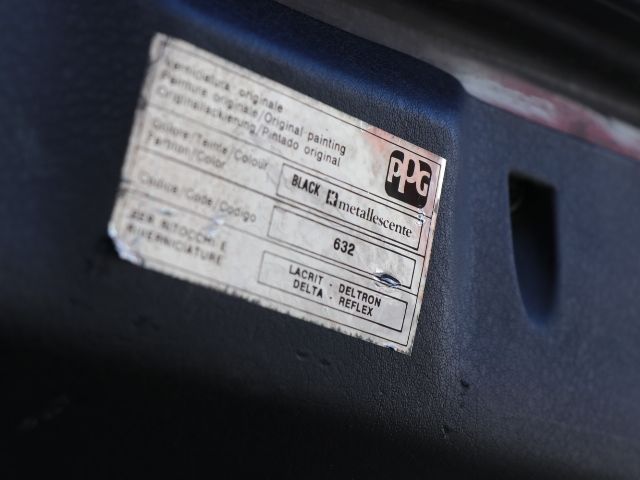 Verniciatura originale
Peinture originale/Original painting
Originallackierung/Pintado original
PPG
Colore/Teinte/Colour
Farbton/Color
BLACK metallescente
Codice/Code/Codigo
632
PER RITOCCHI E
RIVERNICIATURE
LACRIT - DELTRON
DELTA - REFLEX